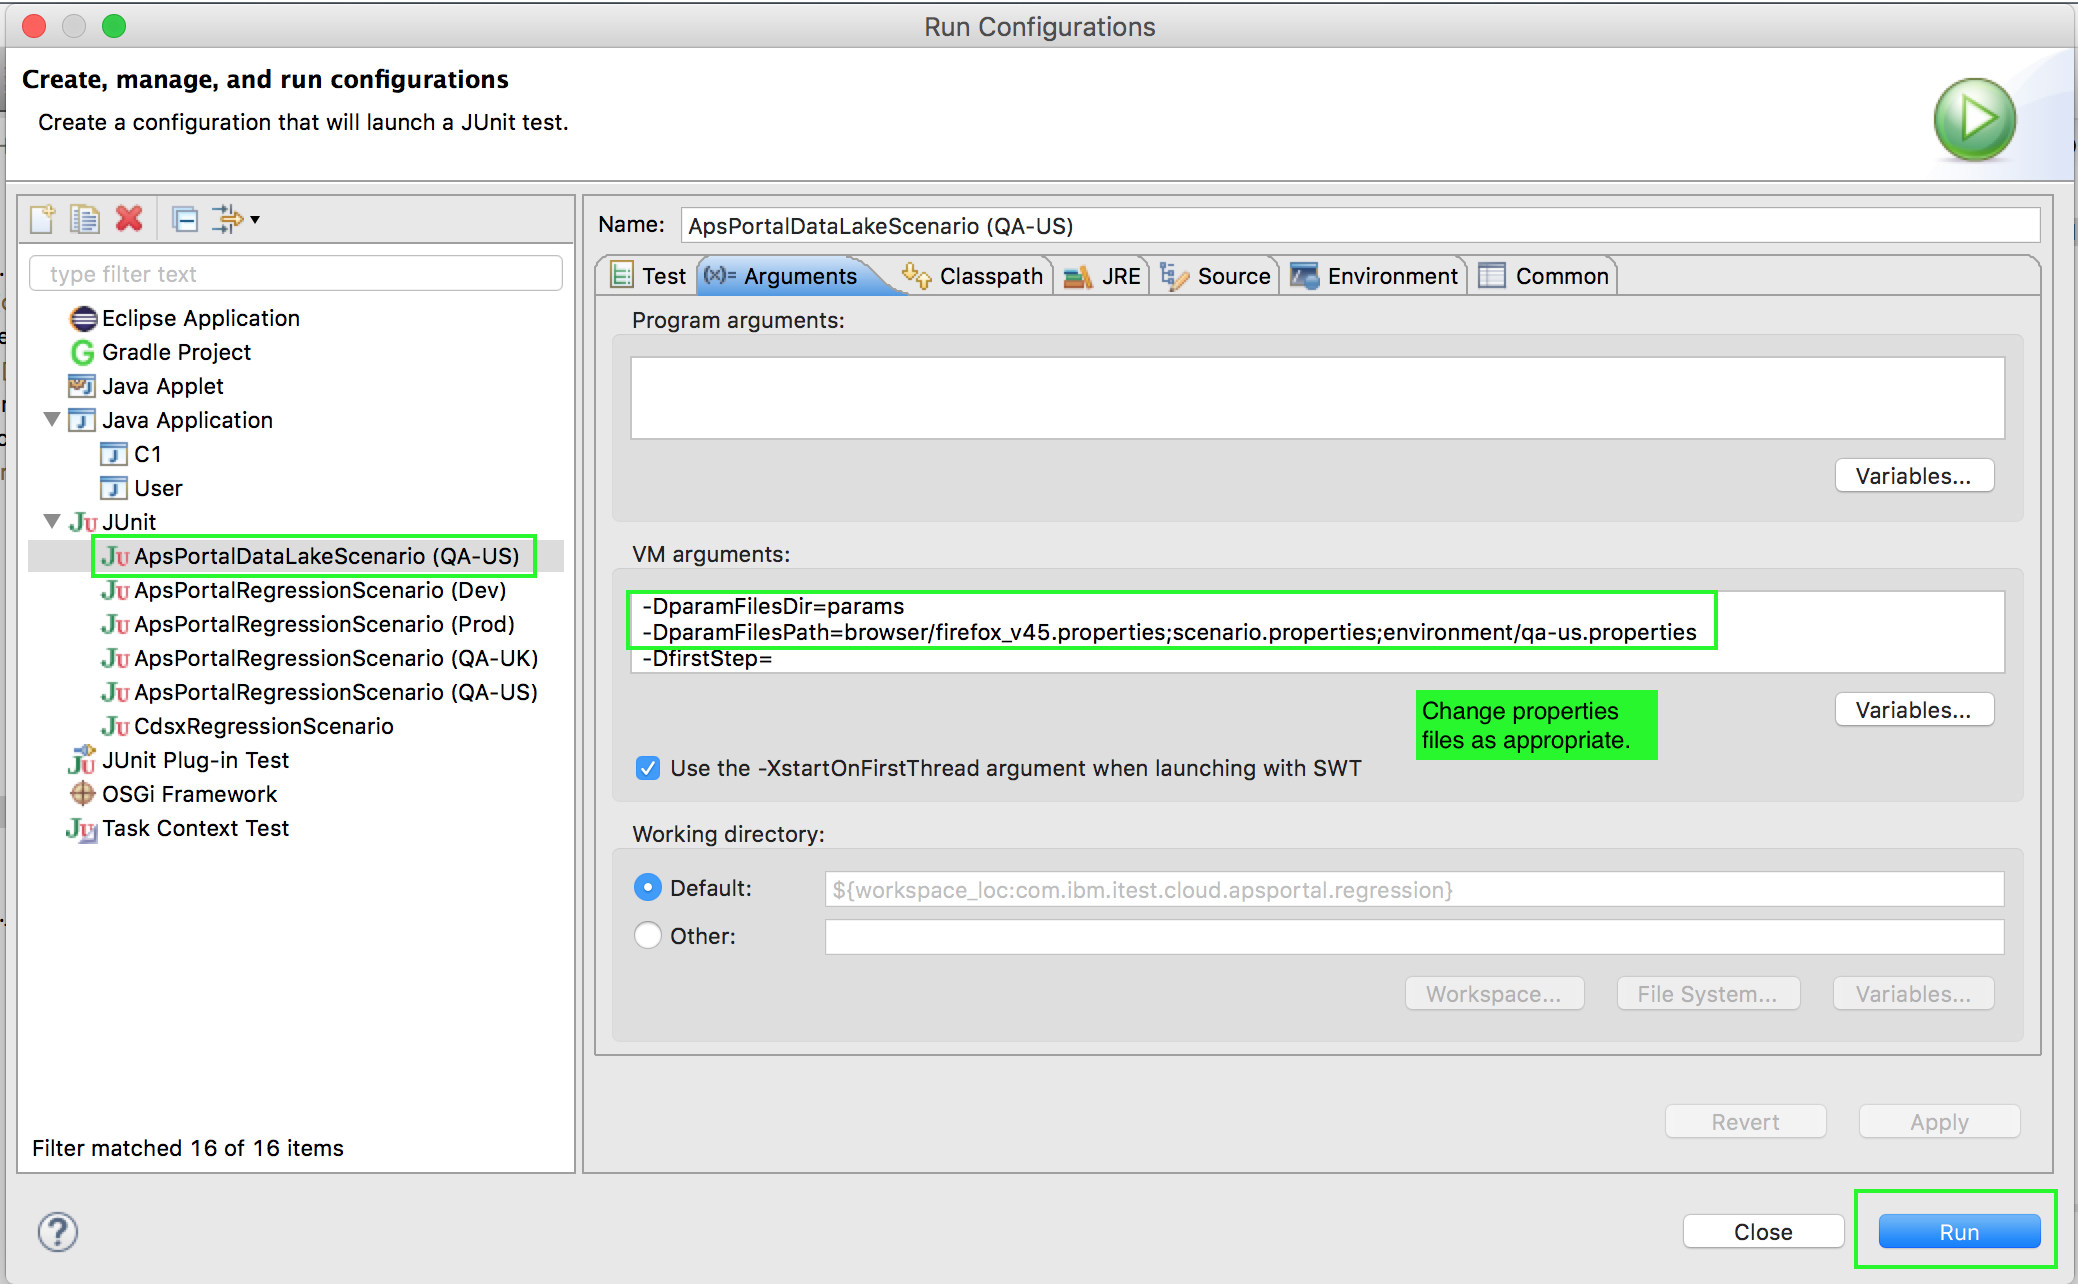 Run Configurations
Create, manage, and run configurations
Create a configuration that will launch a JUnit test.
type filter text
Eclipse Application
Gradle Project
Java Applet
Java Application
C1
User
JUnit
ApsPortalDataLakeScenario (QA-US)
ApsPortalRegressionScenario (Dev)
ApsPortalRegressionScenario (Prod)
ApsPortalRegressionScenario (QA-UK)
ApsPortalRegressionScenario (QA-US)
CdsxRegressionScenario
JUnit Plug-in Test
OSGi Framework
Task Context Test
Filter matched 16 of 16 items
Name: ApsPortalDataLakeScenario (QA-US)
Test (x)= Arguments Classpath JRE Source Environment Common
Program arguments:
Variables...
VM arguments:
-DparamFilesDir=params
-DparamFilesPath=browser/firefox_v45.properties;scenario.properties;environment/qa-us.properties
-DfirstStep=
Change properties
files as appropriate.
Variables...
Use the -XstartOnFirstThread argument when launching with SWT
Working directory:
Default: ${workspace_loc:com.ibm.itest.cloud.apsportal.regression}
Other:
Workspace... File System... Variables...
Revert Apply
Close Run